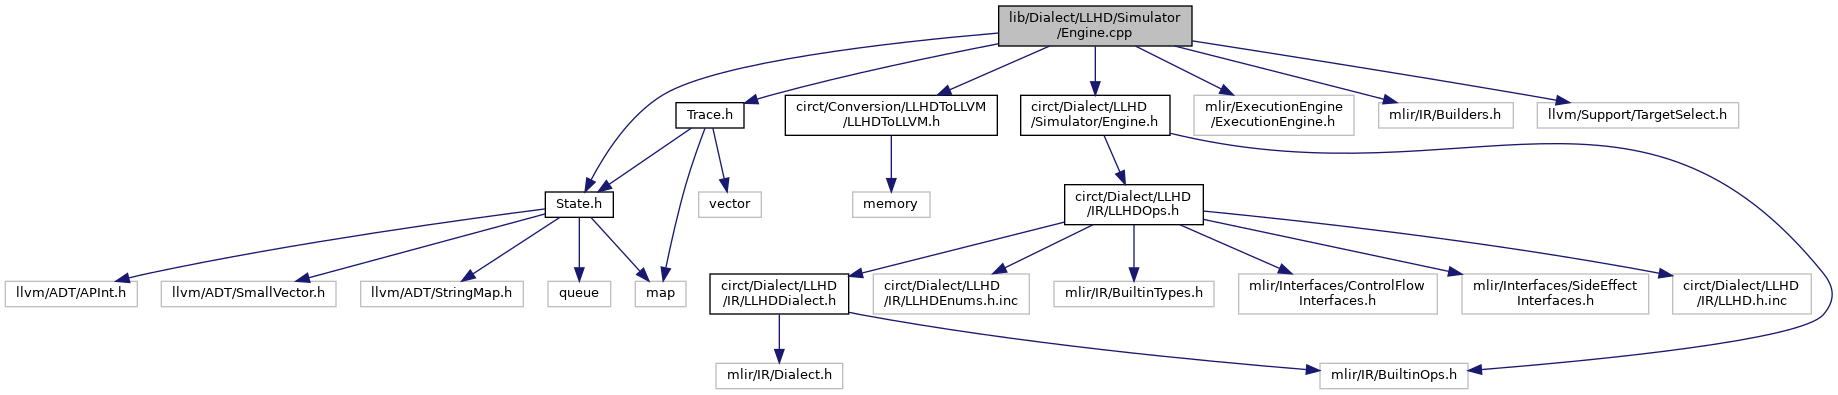 lib/Dialect/LLHD/Simulator
/Engine.cpp
Trace.h
circt/Conversion/LLHDToLLVM
/LLHDToLLVM.h
circt/Dialect/LLHD
/Simulator/Engine.h
mlir/ExecutionEngine
/ExecutionEngine.h
mlir/IR/Builders.h
llvm/Support/TargetSelect.h
State.h
vector
memory
circt/Dialect/LLHD
/IR/LLHDOps.h
llvm/ADT/APInt.h
llvm/ADT/SmallVector.h
llvm/ADT/StringMap.h
queue
map
circt/Dialect/LLHD
/IR/LLHDDialect.h
circt/Dialect/LLHD
/IR/LLHDEnums.h.inc
mlir/IR/BuiltinTypes.h
mlir/Interfaces/ControlFlow
Interfaces.h
mlir/Interfaces/SideEffect
Interfaces.h
circt/Dialect/LLHD
/IR/LLHD.h.inc
mlir/IR/Dialect.h
mlir/IR/BuiltinOps.h